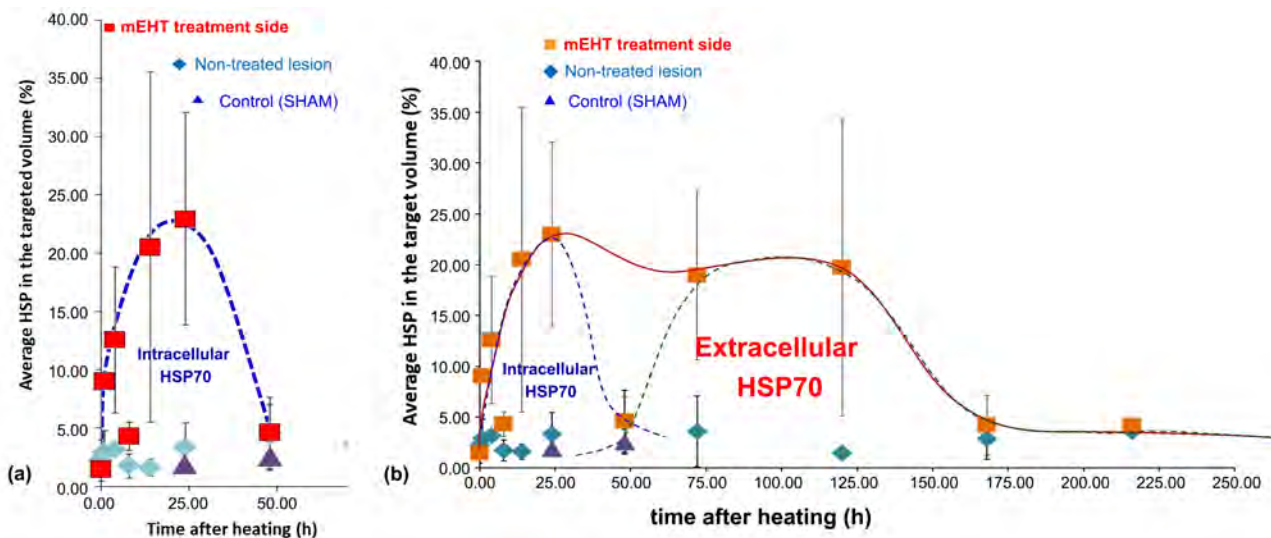 40.00
mEHT treatment side
Non-treated lesion
Control (SHAM)
35.00
30.00
25.00
20.00
15.00
10.00
5.00
0.00
Average HSP in the targeted volume (%)
Intracellular
HSP70
(a)
0.00 25.00 50.00
Time after heating (h)
mEHT treatment side
Non-treated lesion
Control (SHAM)
40.00
35.00
30.00
25.00
20.00
15.00
10.00
5.00
0.00
Average HSP in the target volume (%)
Intracellular
HSP70
Extracellular
HSP70
(b)
0.00 25.00 50.00 75.00 100.00 125.00 150.00 175.00 200.00 225.00 250.00
time after heating (h)